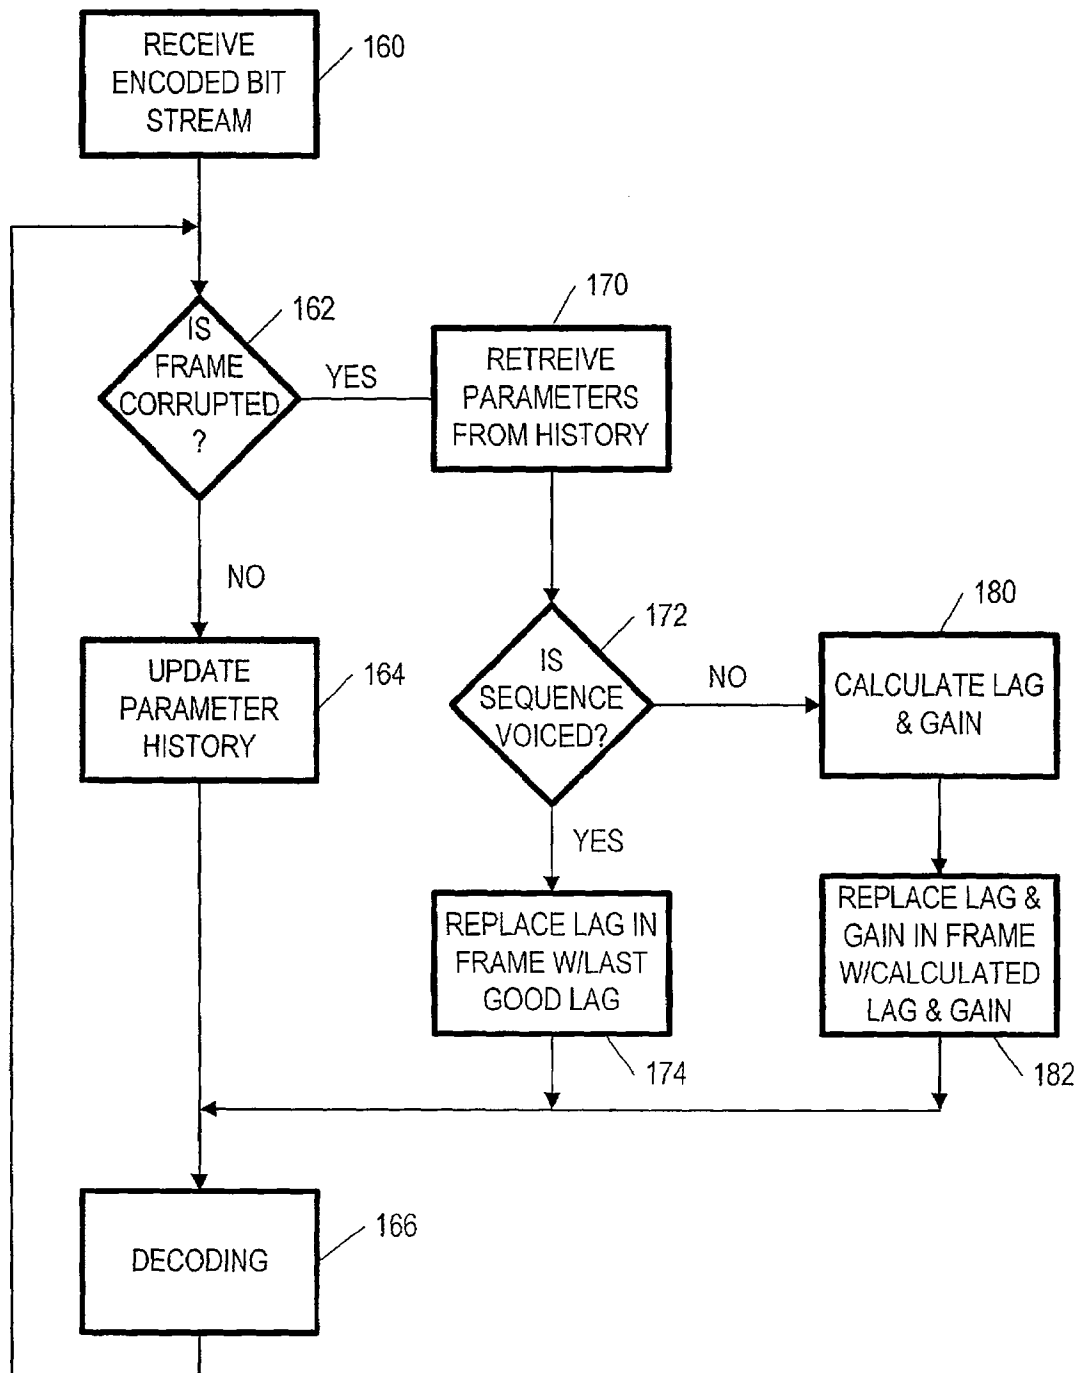 RECEIVE
ENCODED BIT
STREAM
160
IS
FRAME
CORRUPTED
?
162
YES
170
RETREIVE
PARAMETERS
FROM HISTORY
NO
UPDATE
PARAMETER
HISTORY
164
IS
SEQUENCE
VOICED?
172
NO
180
CALCULATE LAG
& GAIN
YES
REPLACE LAG IN
FRAME W/LAST
GOOD LAG
174
REPLACE LAG &
GAIN IN FRAME
W/CALCULATED
LAG & GAIN
182
DECODING
166